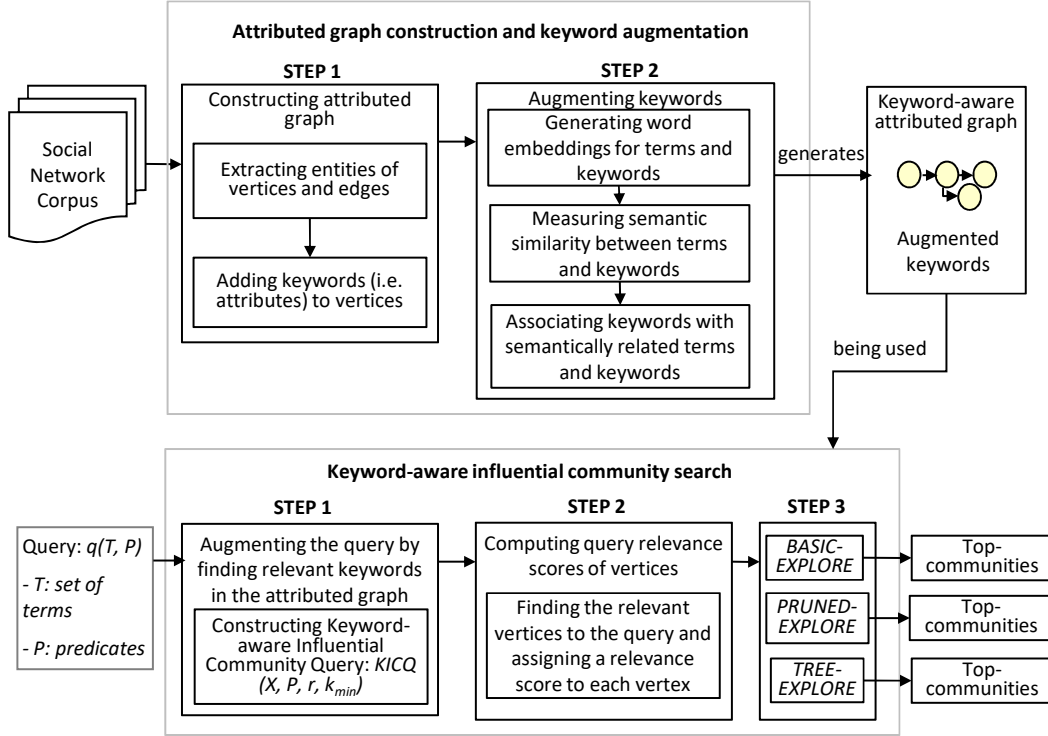 Attributed graph construction and keyword augmentation
STEP 1
STEP 2
Social
Network
Corpus
Constructing attributed
graph
Extracting entities of
vertices and edges
Adding keywords (i.e.
attributes) to vertices
Augmenting keywords
Generating word
embeddings for terms and
keywords
Measuring semantic
similarity between terms
and keywords
Associating keywords with
semantically related terms
and keywords
generates
Keyword-aware
attributed graph
Augmented
keywords
being used
Keyword-aware influential community search
STEP 1
STEP 2
STEP 3
Query: q(T, P)
- T: set of
terms
- P: predicates
Augmenting the query by
finding relevant keywords
in the attributed graph
Constructing Keyword-
aware Influential
Community Query: KICQ
(X, P, r, kmin)
Computing query relevance
scores of vertices
Finding the relevant
vertices to the query and
assigning a relevance
score to each vertex
BASIC-
EXPLORE
PRUNED-
EXPLORE
TREE-
EXPLORE
Top-
communities
Top-
communities
Top-
communities